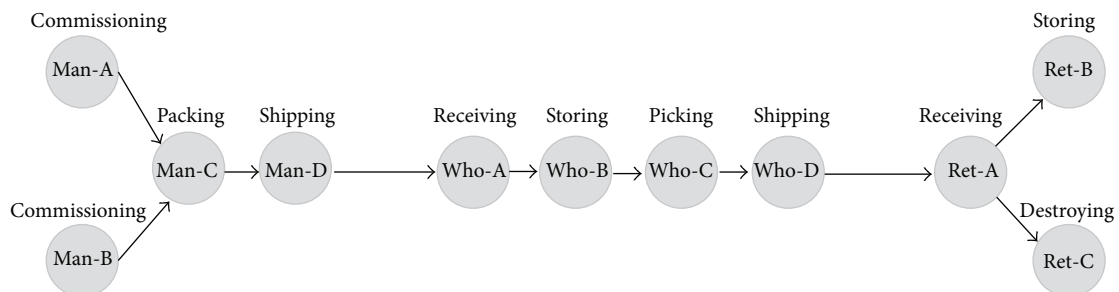 Commissioning
Storing
Man-A
Ret-B
Packing
Shipping
Receiving
Storing
Picking
Shipping
Receiving
Man-C
Man-D
Who-A
Who-B
Who-C
Who-D
Ret-A
Commissioning
Destroying
Man-B
Ret-C